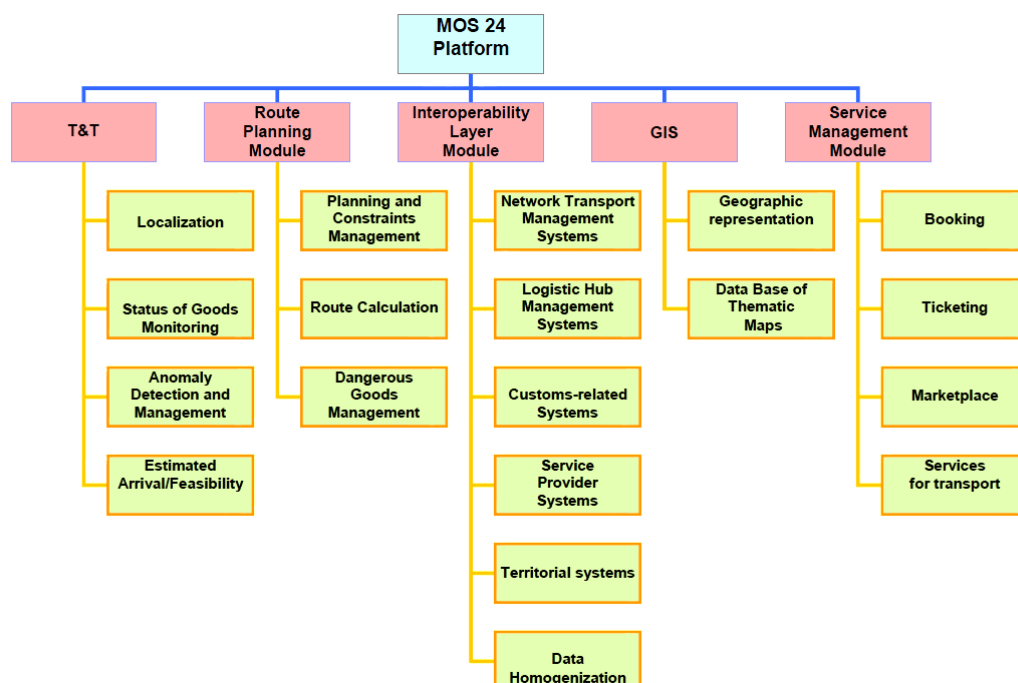 MOS 24
Platform
T&T
Route
Planning
Module
Interoperability
Layer
Module
GIS
Service
Management
Module
Localization
Status of Goods
Monitoring
Anomaly
Detection and
Management
Estimated
Arrival/Feasibility
Planning and
Constraints
Management
Route Calculation
Dangerous
Goods
Management
Network Transport
Management
Systems
Logistic Hub
Management
Systems
Customs-related
Systems
Service
Provider
Systems
Territorial systems
Data
Homogenization
Geographic
representation
Data Base of
Thematic
Maps
Booking
Ticketing
Marketplace
Services
for transport